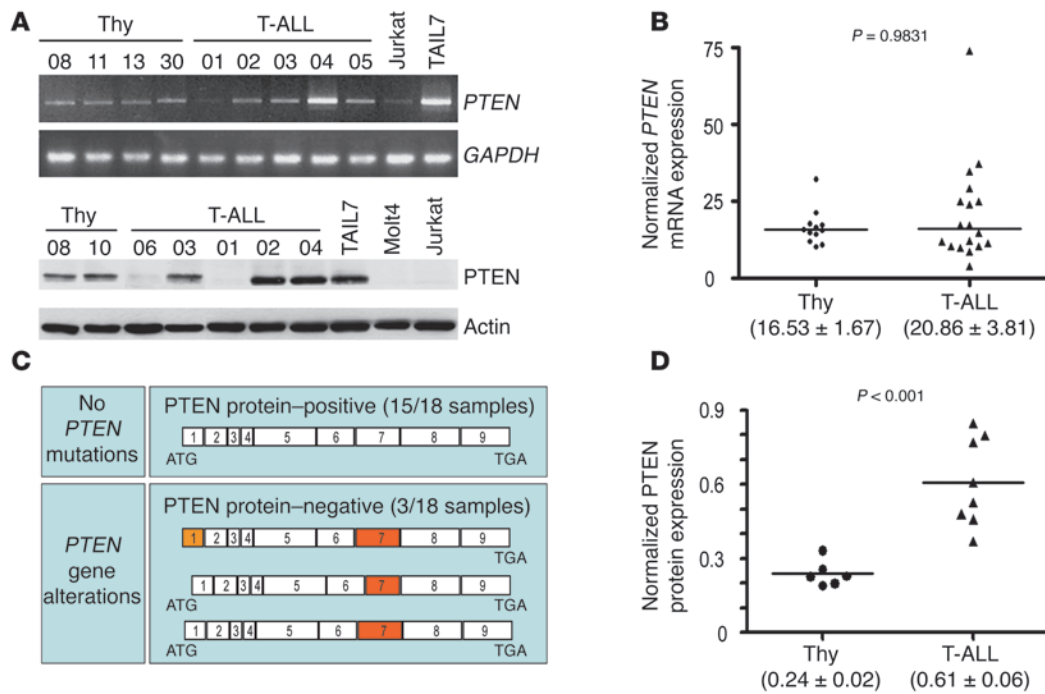 A
Thy T-ALL Jurkat TAIL7
08 11 13 30 01 02 03 04 05
PTEN
GAPDH
Thy T-ALL TAIL7 Molt4 Jurkat
08 10 06 03 01 02 04
PTEN
Actin
B
P = 0.9831
Normalized PTEN
mRNA expression
75
50
25
0
Thy T-ALL
(16.53 ± 1.67) (20.86 ± 3.81)
C
No
PTEN
mutations
PTEN protein–positive (15/18 samples)
1 2 3 4 5 6 7 8 9
ATG TGA
PTEN
gene
alterations
PTEN protein–negative (3/18 samples)
1 2 3 4 5 6 7 8 9
TGA
1 2 3 4 5 6 7 8 9
ATG TGA
1 2 3 4 5 6 7 8 9
ATG TGA
D
P < 0.001
Normalized PTEN
protein expression
0.9
0.6
0.3
0
Thy T-ALL
(0.24 ± 0.02) (0.61 ± 0.06)